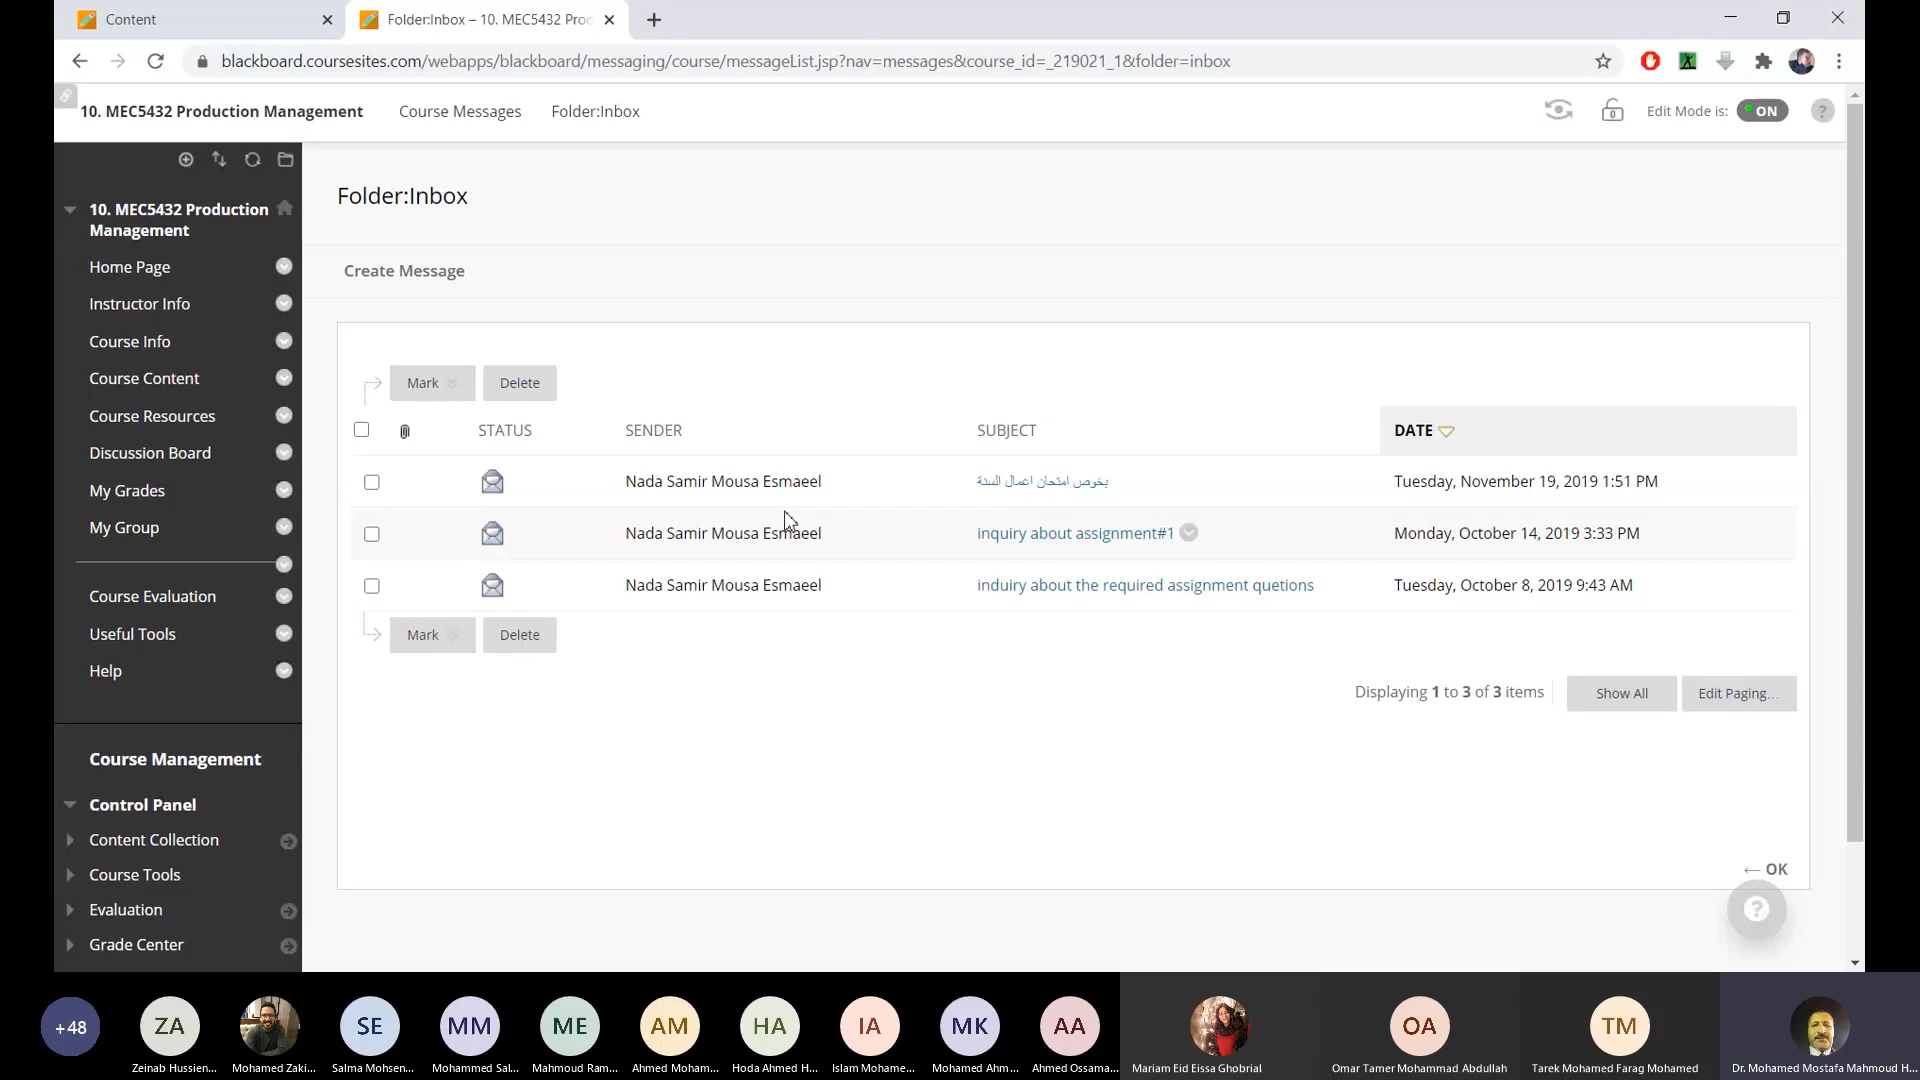 Content
Folder:Inbox – 10. MEC5432 Proc
blackboard.coursesites.com/webapps/blackboard/messaging/course/messageList.jsp?nav=messages&course_id=_219021_1&folder=inbox
10. MEC5432 Production Management
Course Messages
Folder:Inbox
Edit Mode is:
ON
?
10. MEC5432 Production
Management
Home Page
Instructor Info
Course Info
Course Content
Course Resources
Discussion Board
My Grades
My Group
Course Evaluation
Useful Tools
Help
Course Management
Control Panel
Content Collection
Course Tools
Evaluation
Grade Center
Folder:Inbox
Create Message
Mark
Delete
STATUS SENDER SUBJECT DATE
Nada Samir Mousa Esmaeel بخوص امتحان اعمال السنة Tuesday, November 19, 2019 1:51 PM
Nada Samir Mousa Esmaeel inquiry about assignment#1 Monday, October 14, 2019 3:33 PM
Nada Samir Mousa Esmaeel induiry about the required assignment quetions Tuesday, October 8, 2019 9:43 AM
Mark
Delete
Displaying 1 to 3 of 3 items
Show All
Edit Paging...
OK
?
+48
ZA
SE
MM
ME
AM
HA
IA
MK
AA
OA
TM
Zeinab Hussien...
Mohamed Zaki...
Salma Mohsen...
Mohammed Sal...
Mahmoud Ram...
Ahmed Moham...
Hoda Ahmed H...
Islam Mohame...
Mohamed Ahm...
Ahmed Ossama...
Mariam Eid Eissa Ghobrial
Omar Tamer Mohammad Abdullah
Tarek Mohamed Farag Mohamed
Dr. Mohamed Mostafa Mahmoud H...